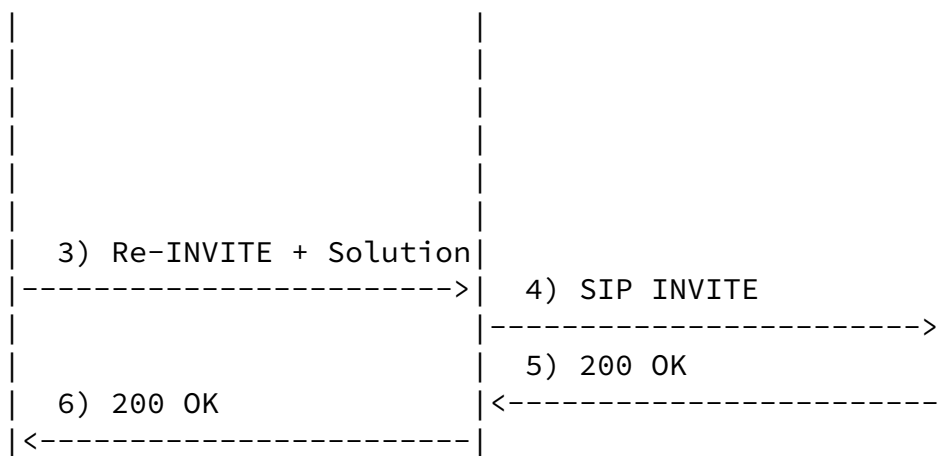 3) Re-INVITE + Solution
4) SIP INVITE
5) 200 OK
6) 200 OK